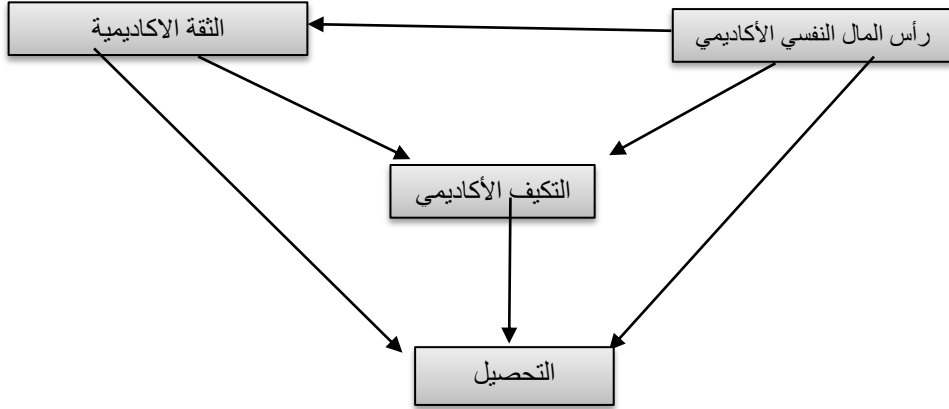 رأس المال النفسي الأكاديمي
الثقة الاكاديمية
التكيف الأكاديمي
التحصيل